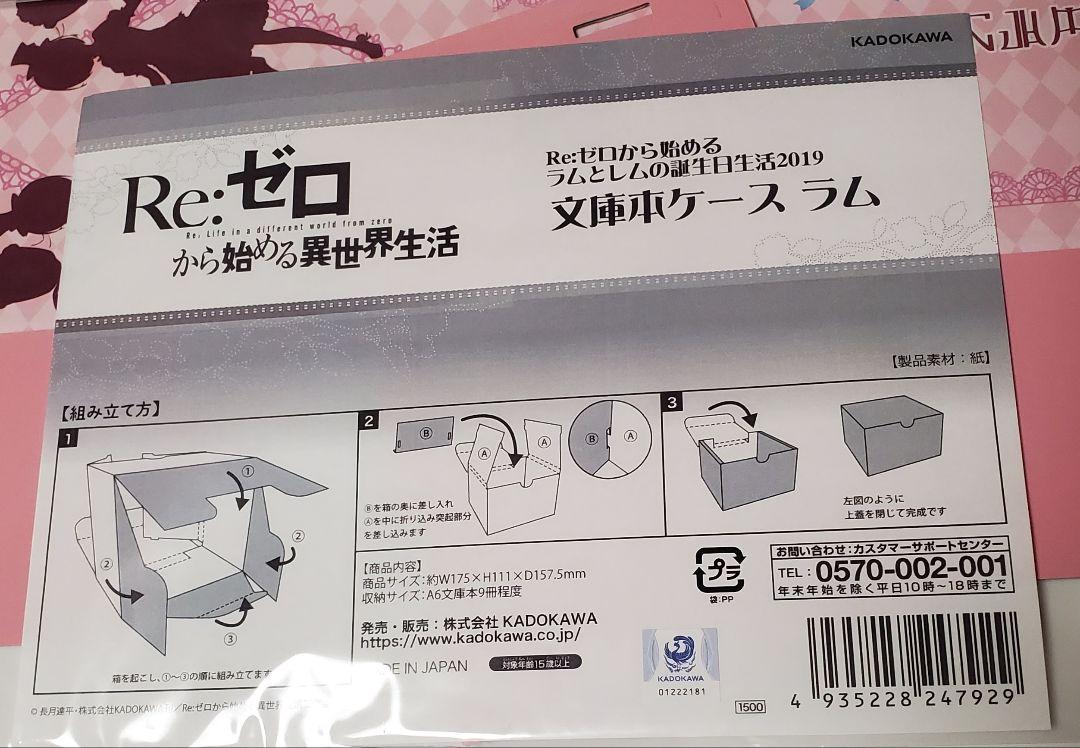 KADOKAWA
Re:ゼロ
Re: Life in a different world from zero
から始める異世界生活
Re:ゼロから始める
ラムとレムの誕生日生活2019
文庫本ケース ラム
【製品素材：紙】
【組み立て方】
1
①
②
②
③
箱を起こし、①〜③の順に組み立てます
2
Ⓑ
Ⓐ
Ⓐ
Ⓑ
Ⓐ
Ⓑを箱の奥に差し入れ
Ⓐを中に折り込み突起部分
を差し込みます
3
左図のように
上蓋を閉じて完成です
【商品内容】
商品サイズ：約W175×H111×D157.5mm
収納サイズ：A6文庫本9冊程度
発売・販売：株式会社 KADOKAWA
https://www.kadokawa.co.jp/
DE IN JAPAN
対象年齢15歳以上
プラ
袋：PP
お問い合わせ：カスタマーサポートセンター
TEL：0570-002-001
年末年始を除く平日10時〜18時まで
KADOKAWA
01222181
1500
4 935228 247929
© 長月達平・株式会社KADOKAWA刊／Re:ゼロから始め 異世界